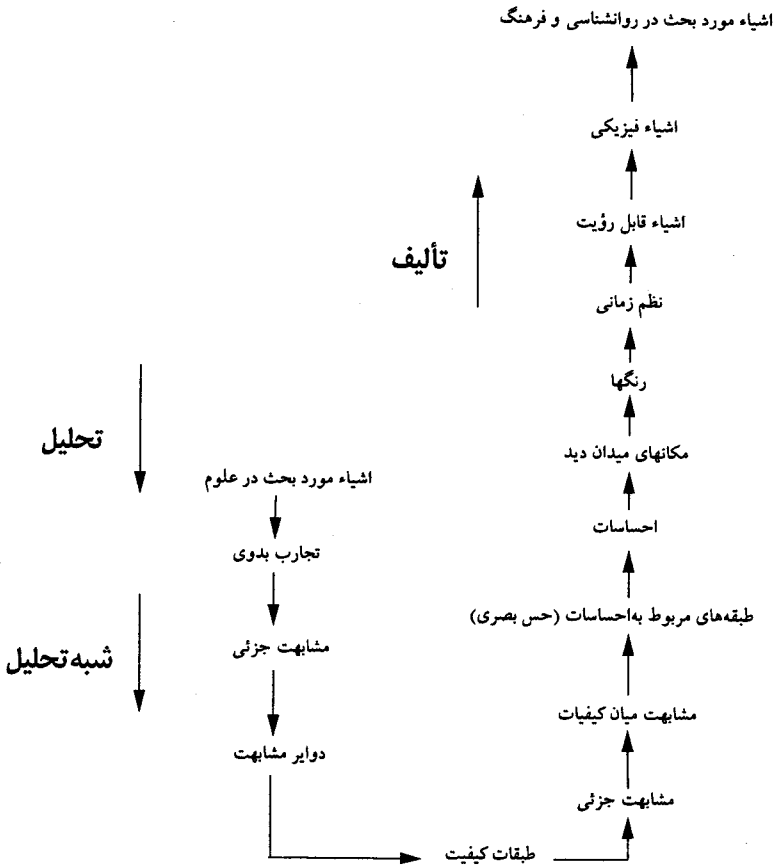 اشیاء مورد بحث در روانشناسی و فرهنگ
اشیاء فیزیکی
اشیاء قابل رؤیت
تألیف
نظم زمانی
رنگها
تحلیل
مکانهای میدان دید
اشیاء مورد بحث در علوم
احساسات
تجارب بدوی
طبقه‌های مربوط به‌احساسات (حس بصری)
مشابهت جزئی
شبه‌تحلیل
مشابهت میان کیفیات
دوایر مشابهت
مشابهت جزئی
طبقات کیفیت